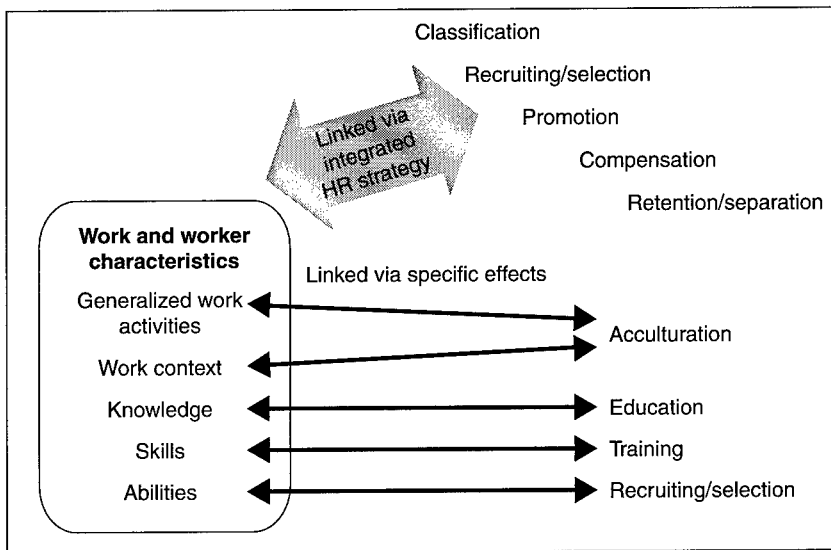 Classification
Recruiting/selection
Promotion
Compensation
Retention/separation
Linked via
integrated
HR strategy
Work and worker
characteristics
Linked via specific effects
Generalized work
activities
Acculturation
Work context
Knowledge
Education
Skills
Training
Abilities
Recruiting/selection